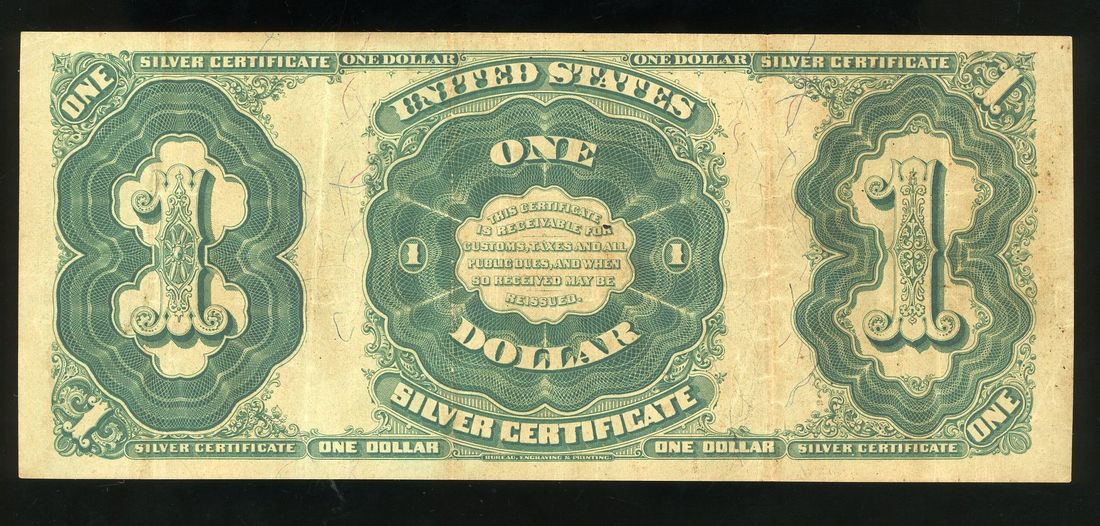 SILVER CERTIFICATE
ONE DOLLAR
ONE DOLLAR
SILVER CERTIFICATE
ONE
1
UNITED STATES
ONE
THIS CERTIFICATE
IS RECEIVABLE FOR
CUSTOMS, TAXES AND ALL
PUBLIC DUES, AND WHEN
SO RECEIVED MAY BE
REISSUED.
1
1
1
1
DOLLAR
SILVER CERTIFICATE
1
ONE
SILVER CERTIFICATE
ONE DOLLAR
ONE DOLLAR
SILVER CERTIFICATE
BUREAU, ENGRAVING & PRINTING.